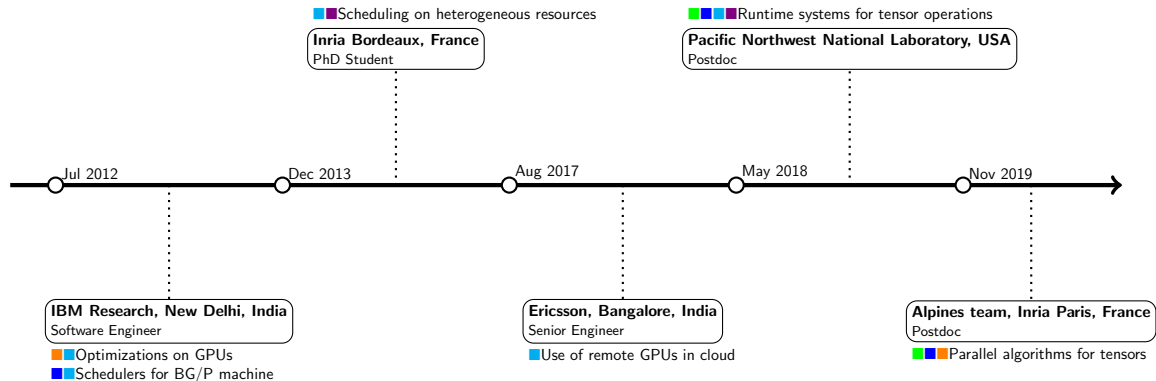 Scheduling on heterogeneous resources
Inria Bordeaux, France
PhD Student
Runtime systems for tensor operations
Pacific Northwest National Laboratory, USA
Postdoc
Jul 2012
Dec 2013
Aug 2017
May 2018
Nov 2019
IBM Research, New Delhi, India
Software Engineer
Optimizations on GPUs
Schedulers for BG/P machine
Ericsson, Bangalore, India
Senior Engineer
Use of remote GPUs in cloud
Alpines team, Inria Paris, France
Postdoc
Parallel algorithms for tensors